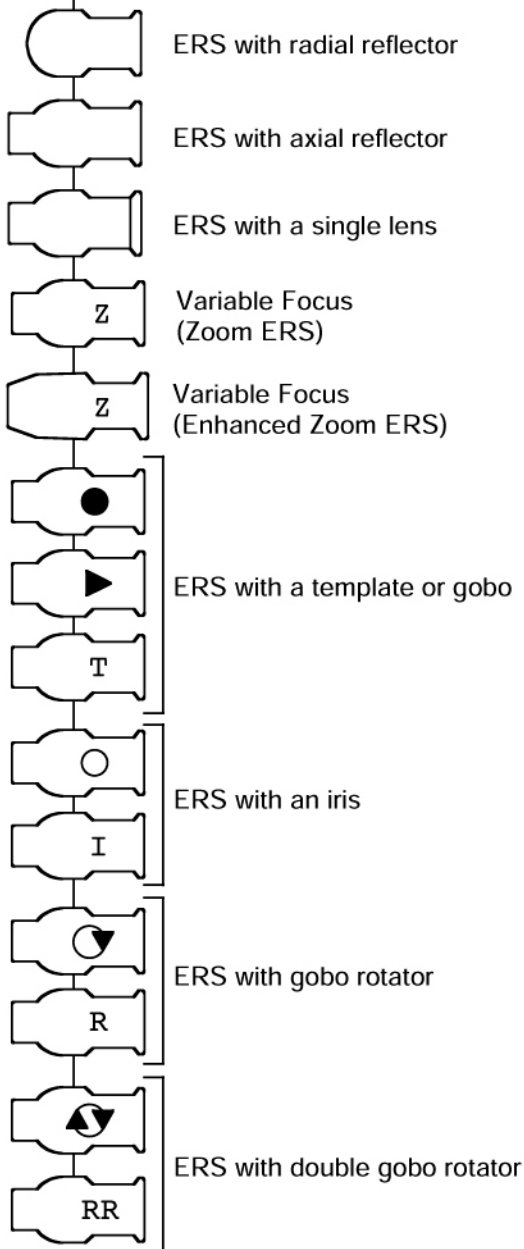 ERS with radial reflector
ERS with axial reflector
ERS with a single lens
Z
Variable Focus
(Zoom ERS)
Z
Variable Focus
(Enhanced Zoom ERS)
ERS with a template or gobo
T
ERS with an iris
I
ERS with gobo rotator
R
ERS with double gobo rotator
RR